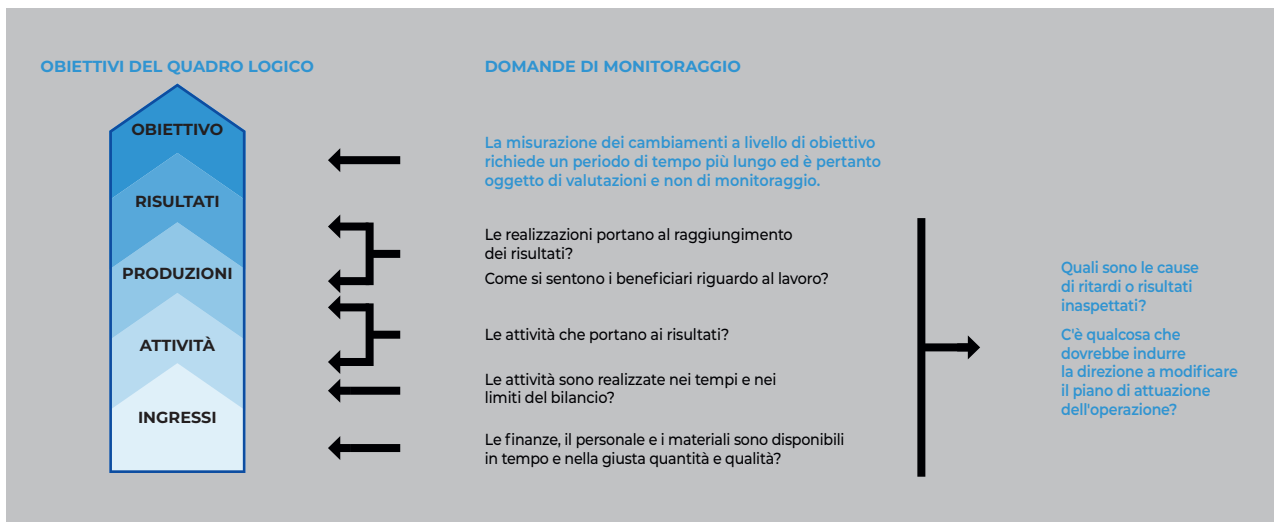 OBIETTIVI DEL QUADRO LOGICO
DOMANDE DI MONITORAGGIO
OBIETTIVO
La misurazione dei cambiamenti a livello di obiettivo
richiede un periodo di tempo più lungo ed è pertanto
oggetto di valutazioni e non di monitoraggio.
RISULTATI
Le realizzazioni portano al raggiungimento
dei risultati?
PRODUZIONI
Come si sentono i beneficiari riguardo al lavoro?
ATTIVITÀ
Le attività che portano ai risultati?
Le attività sono realizzate nei tempi e nei
limiti del bilancio?
INGRESSI
Le finanze, il personale e i materiali sono disponibili
in tempo e nella giusta quantità e qualità?
Quali sono le cause
di ritardi o risultati
inaspettati?
C'è qualcosa che
dovrebbe indurre
la direzione a modificare
il piano di attuazione
dell'operazione?